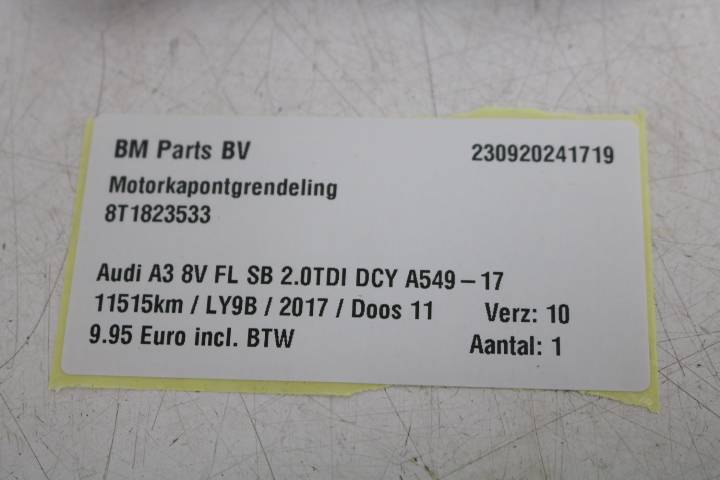 BM Parts BV 230920241719
Motorkapontgrendeling
8T1823533
Audi A3 8V FL SB 2.0TDI DCY A549-17
11515km / LY9B / 2017 / Doos 11 Verz: 10
9.95 Euro incl. BTW Aantal: 1